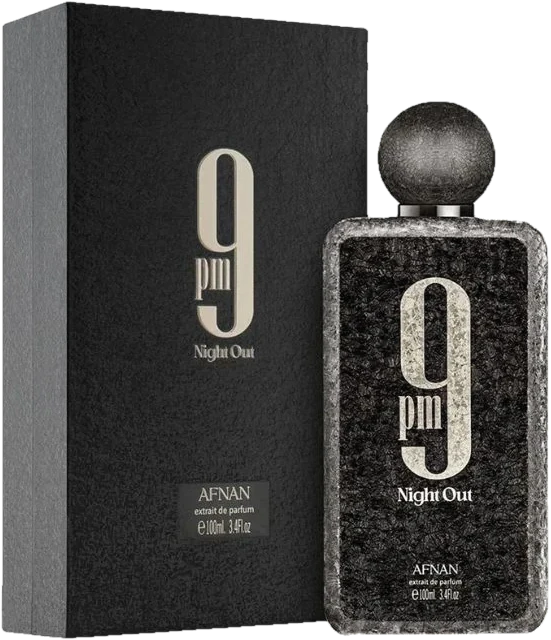 9
pm
Night Out
AFNAN
extrait de parfum
℮100ml. 3.4Fl.oz
9
pm
Night Out
AFNAN
extrait de parfum
℮100ml. 3.4Fl.oz